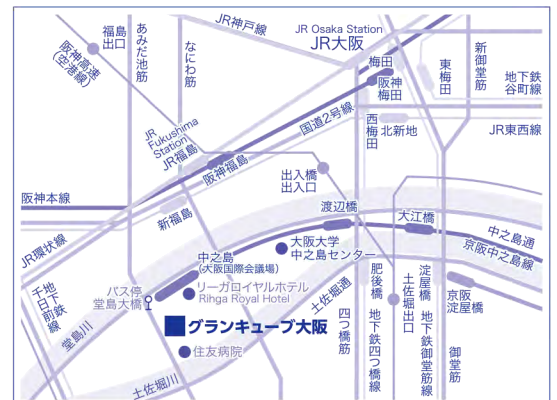 JR神戸線
JR Osaka Station
JR大阪
福島
出口
あみだ池筋
なにわ筋
阪神高速
(空港線)
梅田
阪神
梅田
東梅田
新御堂筋
地下鉄
谷町線
国道2号線
西梅田
北新地
JR東西線
JR
Fukushima
Station
JR福島
阪神福島
出入橋
出入口
阪神本線
新福島
渡辺橋
大江橋
中之島通
京阪中之島線
JR環状線
中之島
(大阪国際会議場)
大阪大学
中之島センター
バス停
堂島大橋
リーガロイヤルホテル
Rihga Royal Hotel
地下鉄
千日前線
堂島川
土佐堀通
グランキューブ大阪
住友病院
土佐堀川
四つ橋筋
肥後橋 地下鉄四つ橋線
土佐堀出口
淀屋橋 地下鉄御堂筋線
御堂筋
京阪
淀屋橋